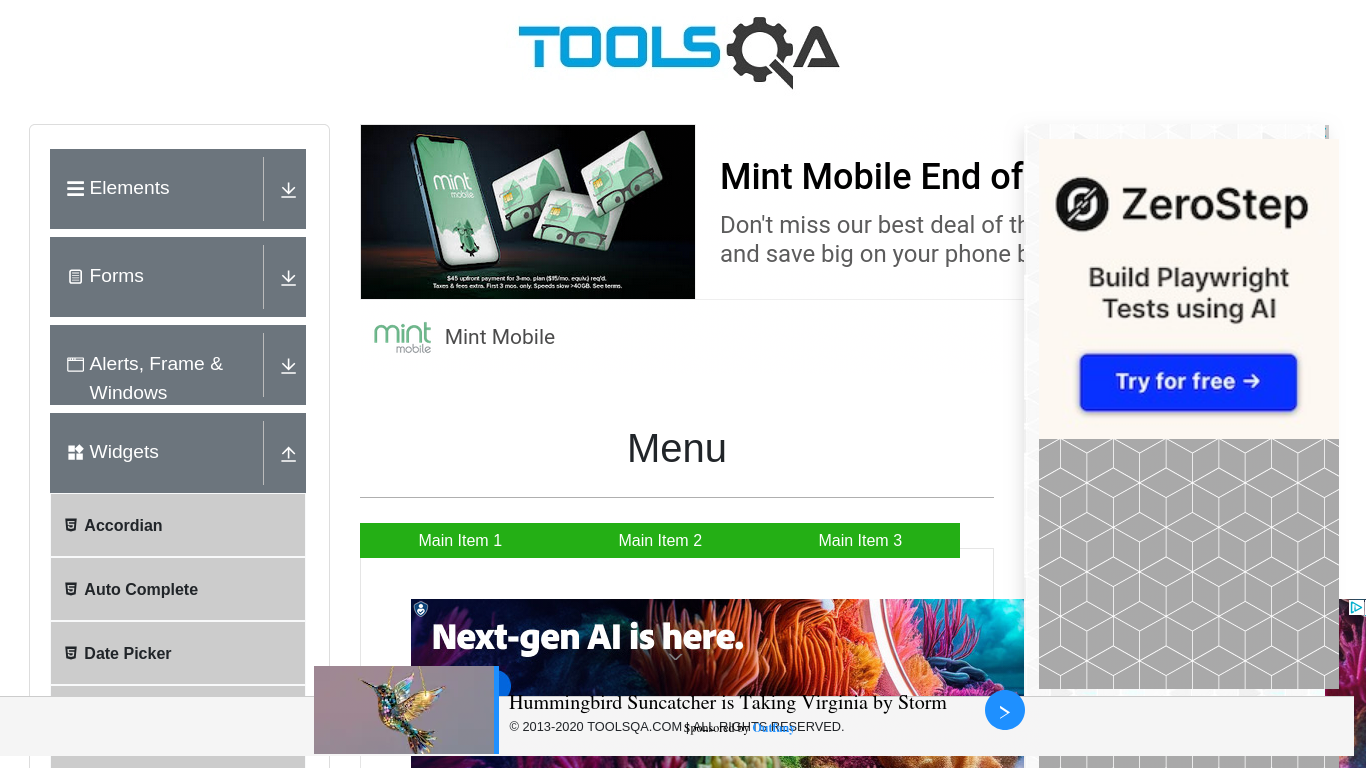 TOOLSQA
Elements
Forms
Alerts, Frame &
Windows
Widgets
Accordian
Auto Complete
Date Picker
mint
mobile
$45 upfront payment for 3-mo. plan ($15/mo. equiv.) req'd.
Taxes & fees extra. First 3 mos. only. Speeds slow >40GB. See terms.
Mint Mobile End of
Don't miss our best deal of th
and save big on your phone b
mint
mobile
Mint Mobile
Menu
Main Item 1
Main Item 2
Main Item 3
ZeroStep
Build Playwright
Tests using AI
Try for free →
Next-gen AI is here.
Hummingbird Suncatcher is Taking Virginia by Storm
© 2013-2020 TOOLSQA.COM | ALL RIGHTS RESERVED.
Sponsored by